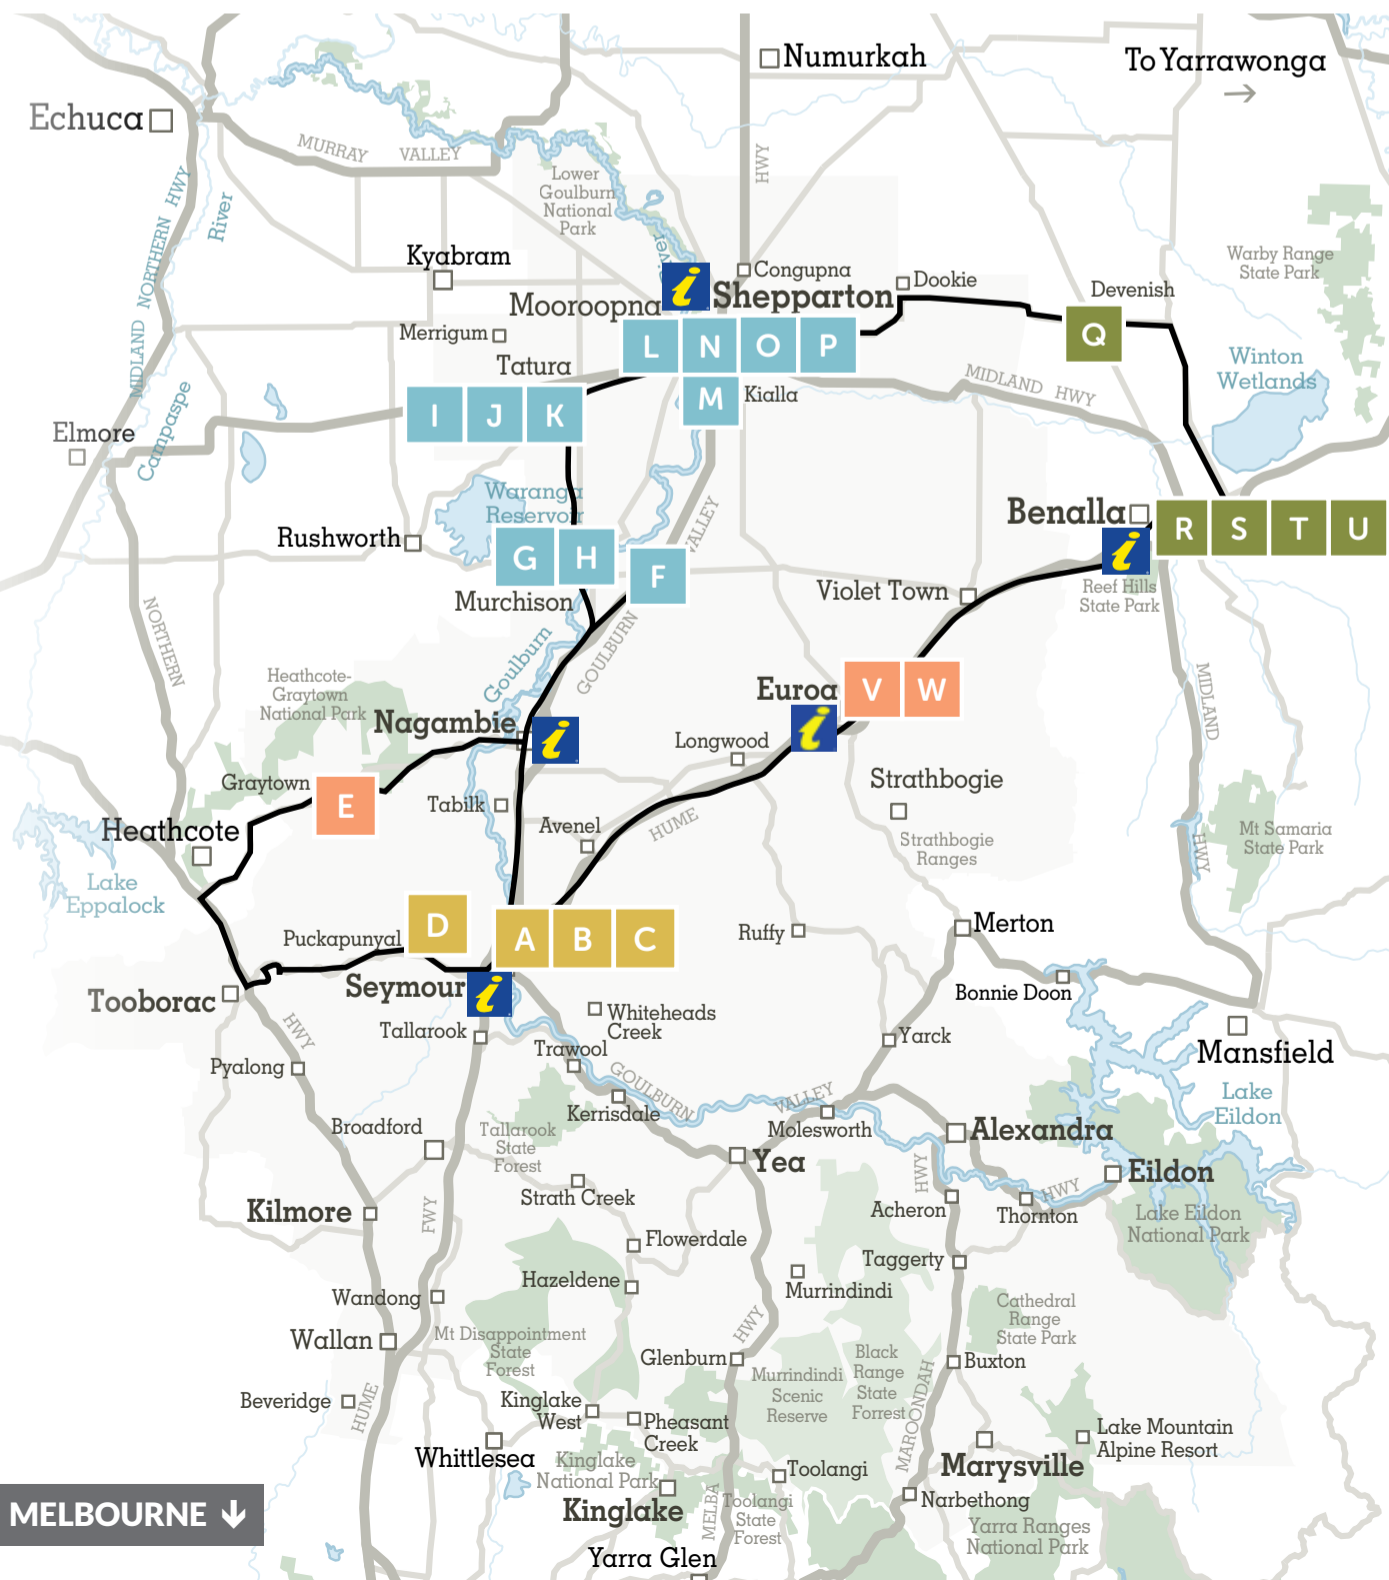 Numurkah
To Yarrawonga
→
Echuca
MURRAY VALLEY
HWY
MIDLAND NORTHERN HWY
River
Lower
Goulburn
National
Park
Kyabram
Warby Range
State Park
Congupna
Dookie
Devenish
i
Mooroopna
Shepparton
Merrigum
L N O P
Q
Tatura
Winton
Wetlands
MIDLAND HWY
I J K
M
Kialla
Elmore
Campaspe
Waranga
Reservoir
VALLEY
Benalla
R S T U
Rushworth
G H
F
i
Reef Hills
State Park
Violet Town
Murchison
NORTHERN
Goulburn
GOULBURN
Heathcote-
Graytown
National Park
Euroa
V W
MIDLAND
Nagambie
i
i
Longwood
Graytown
E
Tabilk
Strathbogie
Heathcote
Avenel
HUME
Strathbogie
Ranges
Mt Samaria
State Park
HWY
Lake
Eppalock
D
A B C
Puckapunyal
Ruffy
Merton
Tooborac
Seymour
i
Bonnie Doon
Whiteheads
Creek
Tallarook
HWY
Trawool
Yarck
Mansfield
Pyalong
GOULBURN
VALLEY
Kerrisdale
Molesworth
Lake
Eildon
Broadford
Tallarook
State
Forest
Alexandra
Yea
Eildon
HWY
HWY
Strath Creek
Acheron
Thornton
Kilmore
FWY
Lake Eildon
National Park
Flowerdale
Taggerty
Hazeldene
Murrindindi
Wandong
Cathedral
Range
State Park
Wallan
Mt Disappointment
State
Forest
HWY
Glenburn
Black
Range
State
Forrest
Buxton
Murrindindi
Scenic
Reserve
MAROONDAH
Beveridge
HUME
Kinglake
West
Pheasant
Creek
Lake Mountain
Alpine Resort
Whittlesea
Kinglake
National Park
Toolangi
Marysville
Kinglake
MELBA
Toolangi
State
Forest
Narbethong
Yarra Ranges
National Park
MELBOURNE ↓
Yarra Glen